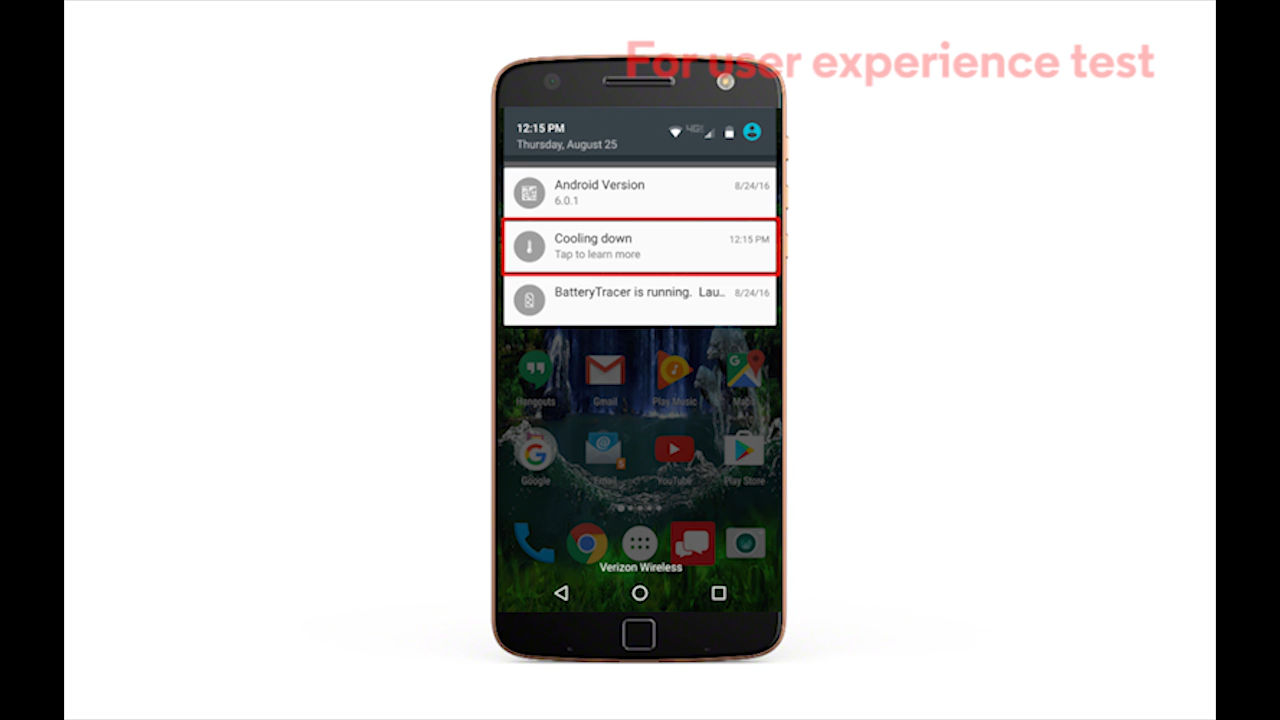 For user experience test
12:15 PM
Thursday, August 25
Android Version
8/24/16
6.0.1
Cooling down
12:15 PM
Tap to learn more
BatteryTracer is running. Lau...
8/24/16
Hangouts
Gmail
Play Music
Maps
Google
Email
YouTube
Play Store
Verizon Wireless